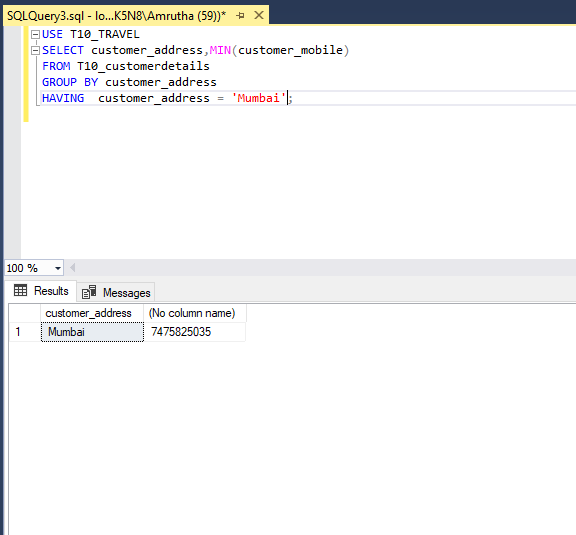 SQLQuery3.sql - lo...K5N8\Amrutha (59))*
USE T10_TRAVEL
SELECT customer_address,MIN(customer_mobile)
FROM T10_customerdetails
GROUP BY customer_address
HAVING  customer_address = 'Mumbai';
100 %
Results Messages
customer_address (No column name)
1 Mumbai 7475825035